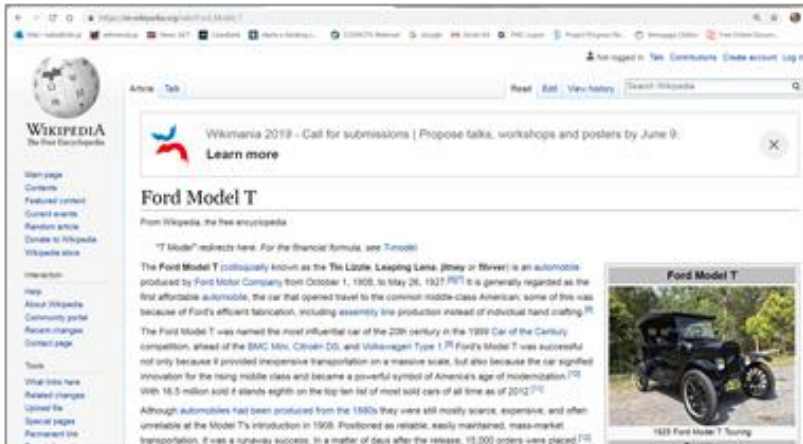 https://en.wikipedia.org/wiki/Ford_Model_T
Not logged in Talk Contributions Create account Log in
Article Talk
Read Edit View history Search Wikipedia
WIKIPEDIA
The Free Encyclopedia
Wikimania 2019 - Call for submissions | Propose talks, workshops and posters by June 9.
Learn more
Main page
Contents
Featured content
Current events
Random article
Donate to Wikipedia
Wikipedia store
Interaction
Help
About Wikipedia
Community portal
Recent changes
Contact page
Tools
What links here
Related changes
Upload file
Special pages
Permanent link
Ford Model T
From Wikipedia, the free encyclopedia
"T Model" redirects here. For the financial formula, see T-model.
The Ford Model T (colloquially known as the Tin Lizzie, Leaping Lena, jitney or flivver) is an automobile
produced by Ford Motor Company from October 1, 1908, to May 26, 1927. It is generally regarded as the
first affordable automobile, the car that opened travel to the common middle-class American; some of this was
because of Ford's efficient fabrication, including assembly line production instead of individual hand crafting.
The Ford Model T was named the most influential car of the 20th century in the 1999 Car of the Century
competition, ahead of the BMC Mini, Citroën DS, and Volkswagen Type 1. Ford's Model T was successful
not only because it provided inexpensive transportation on a massive scale, but also because the car signified
innovation for the rising middle class and became a powerful symbol of America's age of modernization.
With 16.5 million sold it stands eighth on the top ten list of most sold cars of all time as of 2012.
Although automobiles had been produced from the 1880s they were still mostly scarce, expensive, and often
unreliable at the Model T's introduction in 1908. Positioned as reliable, easily maintained, mass-market
transportation, it was a runaway success. In a matter of days after the release, 15,000 orders were placed.
Ford Model T
1925 Ford Model T Touring